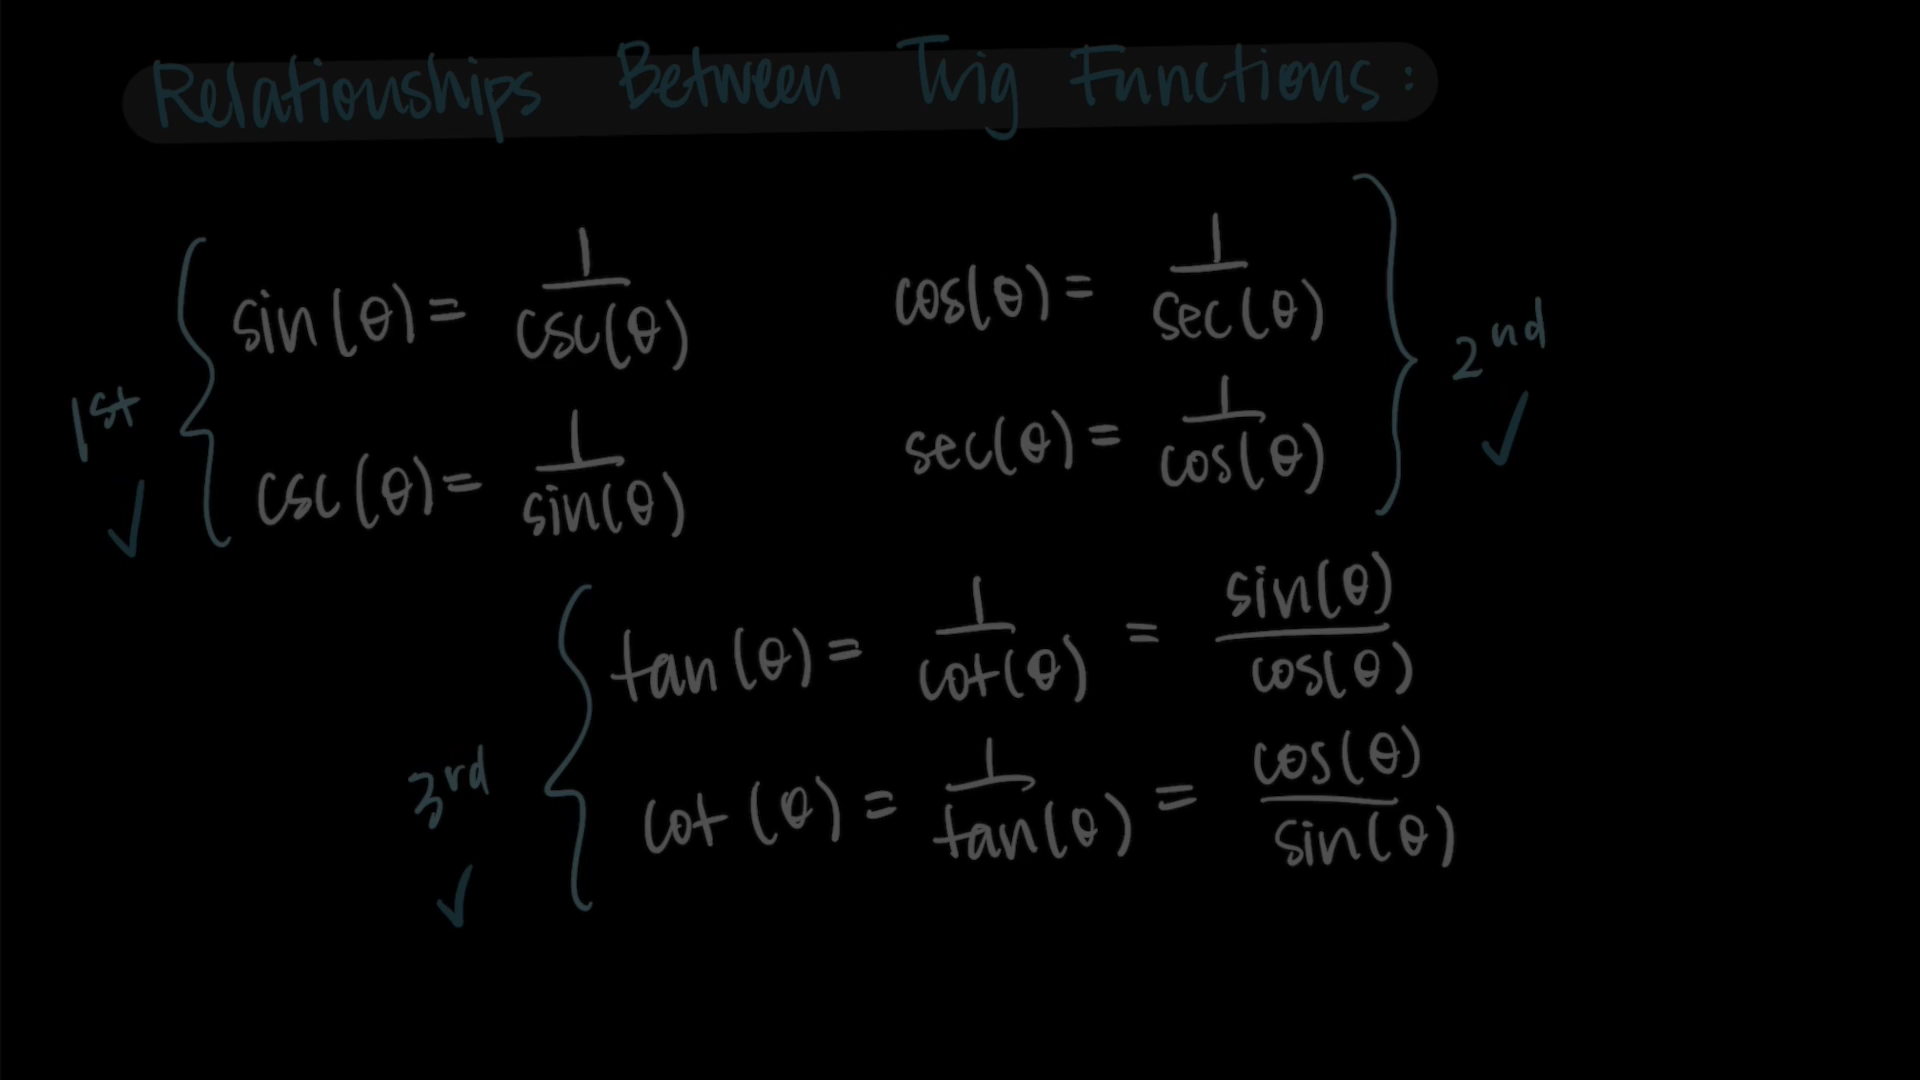 Relationships Between Trig Functions:
1st ✓ sin(θ) = 1/csc(θ)
csc(θ) = 1/sin(θ)
cos(θ) = 1/sec(θ) 2nd ✓
sec(θ) = 1/cos(θ)
3rd ✓ tan(θ) = 1/cot(θ) = sin(θ)/cos(θ)
cot(θ) = 1/tan(θ) = cos(θ)/sin(θ)